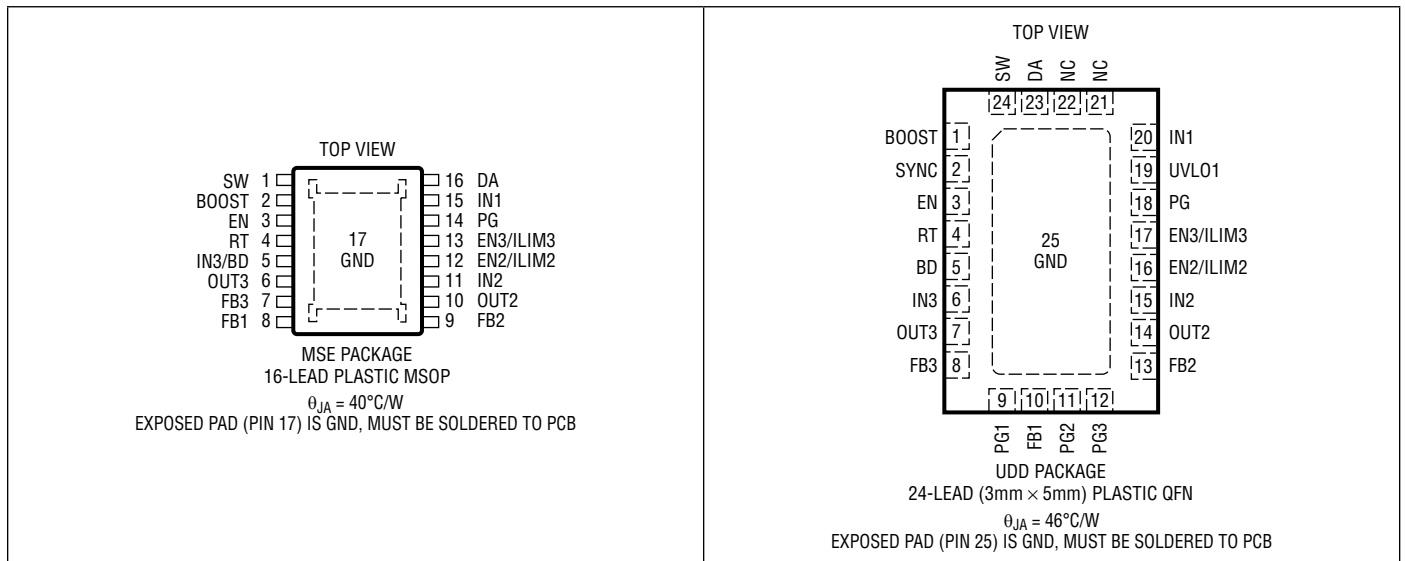 TOP VIEW
SW 1
BOOST 2
EN 3
RT 4
IN3/BD 5
OUT3 6
FB3 7
FB1 8
16 DA
15 IN1
14 PG
13 EN3/ILIM3
12 EN2/ILIM2
11 IN2
10 OUT2
9 FB2
17
GND
MSE PACKAGE
16-LEAD PLASTIC MSOP
θJA = 40°C/W
EXPOSED PAD (PIN 17) IS GND, MUST BE SOLDERED TO PCB
TOP VIEW
SW DA NC NC
24 23 22 21
BOOST 1
SYNC 2
EN 3
RT 4
BD 5
IN3 6
OUT3 7
FB3 8
20 IN1
19 UVLO1
18 PG
17 EN3/ILIM3
16 EN2/ILIM2
15 IN2
14 OUT2
13 FB2
25
GND
9 10 11 12
PG1 FB1 PG2 PG3
UDD PACKAGE
24-LEAD (3mm × 5mm) PLASTIC QFN
θJA = 46°C/W
EXPOSED PAD (PIN 25) IS GND, MUST BE SOLDERED TO PCB